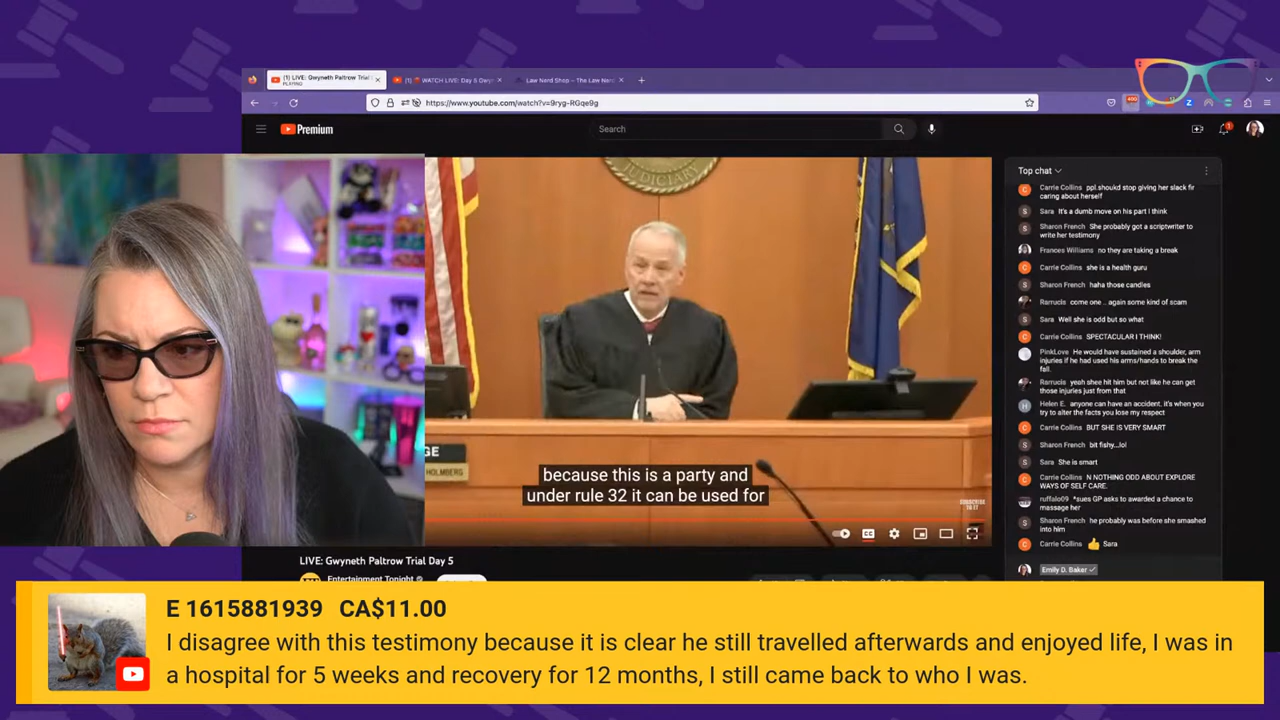 (1) LIVE: Gwyneth Paltrow Trial
PLAYING
WATCH LIVE: Day 5 Gwy
Law Nerd Shop – The Law Nerd
https://www.youtube.com/watch?v=9ryg-RGqe9g
Premium
Search
JUDICIARY
GE
HOLMBERG
because this is a party and
under rule 32 it can be used for
SUBSCRIBE
LIVE: Gwyneth Paltrow Trial Day 5
Entertainment Tonight
Top chat
Carrie Collins ppl.shoukd stop giving her slack fir
caring about herself
Sara It's a dumb move on his part I think
Sharon French She probably got a scriptwriter to
write her testimony
Frances Williams no they are taking a break
Carrie Collins she is a health guru
Sharon French haha those candles
Rarrucis come one .. again some kind of scam
Sara Well she is odd but so what
Carrie Collins SPECTACULAR I THINK!
PinkLove He would have sustained a shoulder, arm
injuries if he had used his arms/hands to break the
fall.
Rarrucis yeah shee hit him but not like he can get
those injuries just from that
Helen E. anyone can have an accident. it's when you
try to alter the facts you lose my respect
Carrie Collins BUT SHE IS VERY SMART
Sharon French bit fishy...lol
Sara She is smart
Carrie Collins N NOTHING ODD ABOUT EXPLORE
WAYS OF SELF CARE.
ruffalo09 *sues GP asks to awarded a chance to
massage her
Sharon French he probably was before she smashed
into him
Carrie Collins 👍 Sara
Emily D. Baker
E 1615881939 CA$11.00
I disagree with this testimony because it is clear he still travelled afterwards and enjoyed life, I was in
a hospital for 5 weeks and recovery for 12 months, I still came back to who I was.